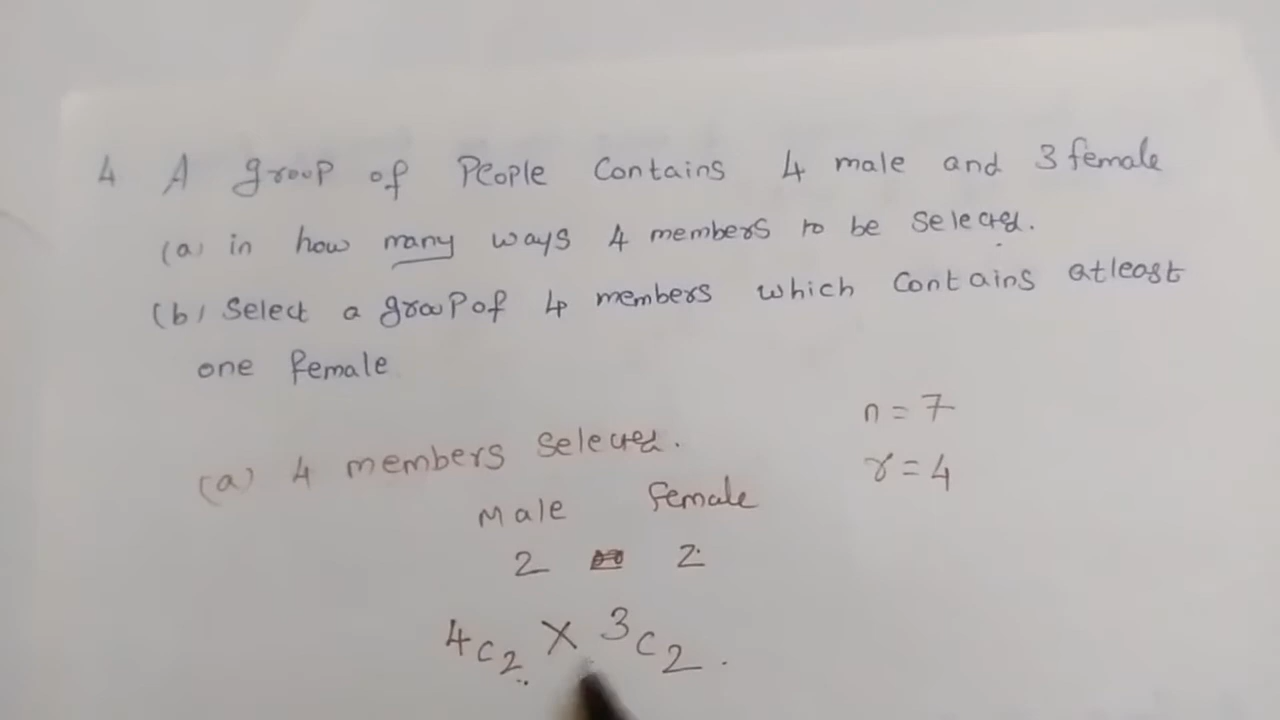 4 A group of People Contains 4 male and 3 female
(a) in how many ways 4 members to be selected.
(b) Select a group of 4 members which contains atleast
one female
n = 7
(a) 4 members selected.
r = 4
Male female
2 2
4c2 X 3c2.